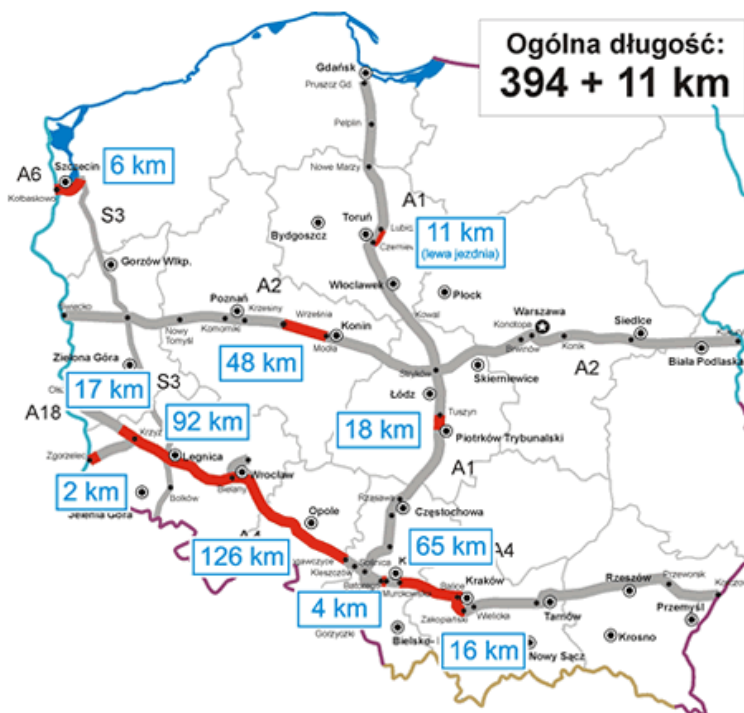 Ogólna długość:
394 + 11 km
Gdańsk
Pruszcz Gd.
Pelplin
Nowe Marzy
A6
Szczecin
6 km
Kołbaskowo
S3
A1
Toruń
Bydgoszcz
11 km
(lewa jezdnia)
Gorzów Wlkp.
Włocławek
Płock
A2
Kowal
Poznań
Krzesiny
Września
Warszawa
Siedlce
Nowy
Tomyśl
Komorniki
Konin
Modła
Konotopa
Brwinów
Konik
Biała Podlaska
Zielona Góra
48 km
Stryków
Skierniewice
A2
17 km
S3
Łódź
A18
92 km
Tuszyn
18 km
Piotrków Trybunalski
Krzyż
Legnica
Zgorzelec
Wrocław
Bielany
A1
2 km
Bolków
Jelenia Góra
Opole
Rząsawa
Częstochowa
126 km
65 km
A4
Kleszczów
Murckowska
Balice
Kraków
Rzeszów
Przeworsk
4 km
Zakopiański
Wielicka
Tarnów
Przemyśl
Gorzyczki
Bielsko-
16 km
Nowy Sącz
Krosno